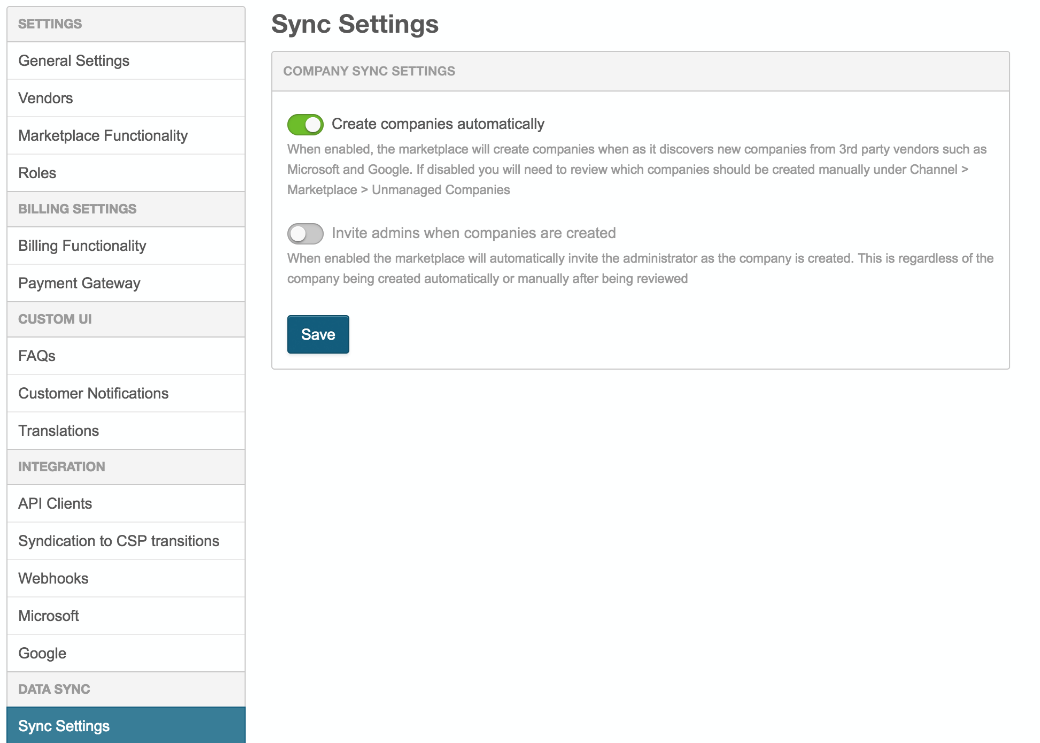 SETTINGS
General Settings
Vendors
Marketplace Functionality
Roles
BILLING SETTINGS
Billing Functionality
Payment Gateway
CUSTOM UI
FAQs
Customer Notifications
Translations
INTEGRATION
API Clients
Syndication to CSP transitions
Webhooks
Microsoft
Google
DATA SYNC
Sync Settings
Sync Settings
COMPANY SYNC SETTINGS
Create companies automatically
When enabled, the marketplace will create companies when as it discovers new companies from 3rd party vendors such as
Microsoft and Google. If disabled you will need to review which companies should be created manually under Channel >
Marketplace > Unmanaged Companies
Invite admins when companies are created
When enabled the marketplace will automatically invite the administrator as the company is created. This is regardless of the
company being created automatically or manually after being reviewed
Save